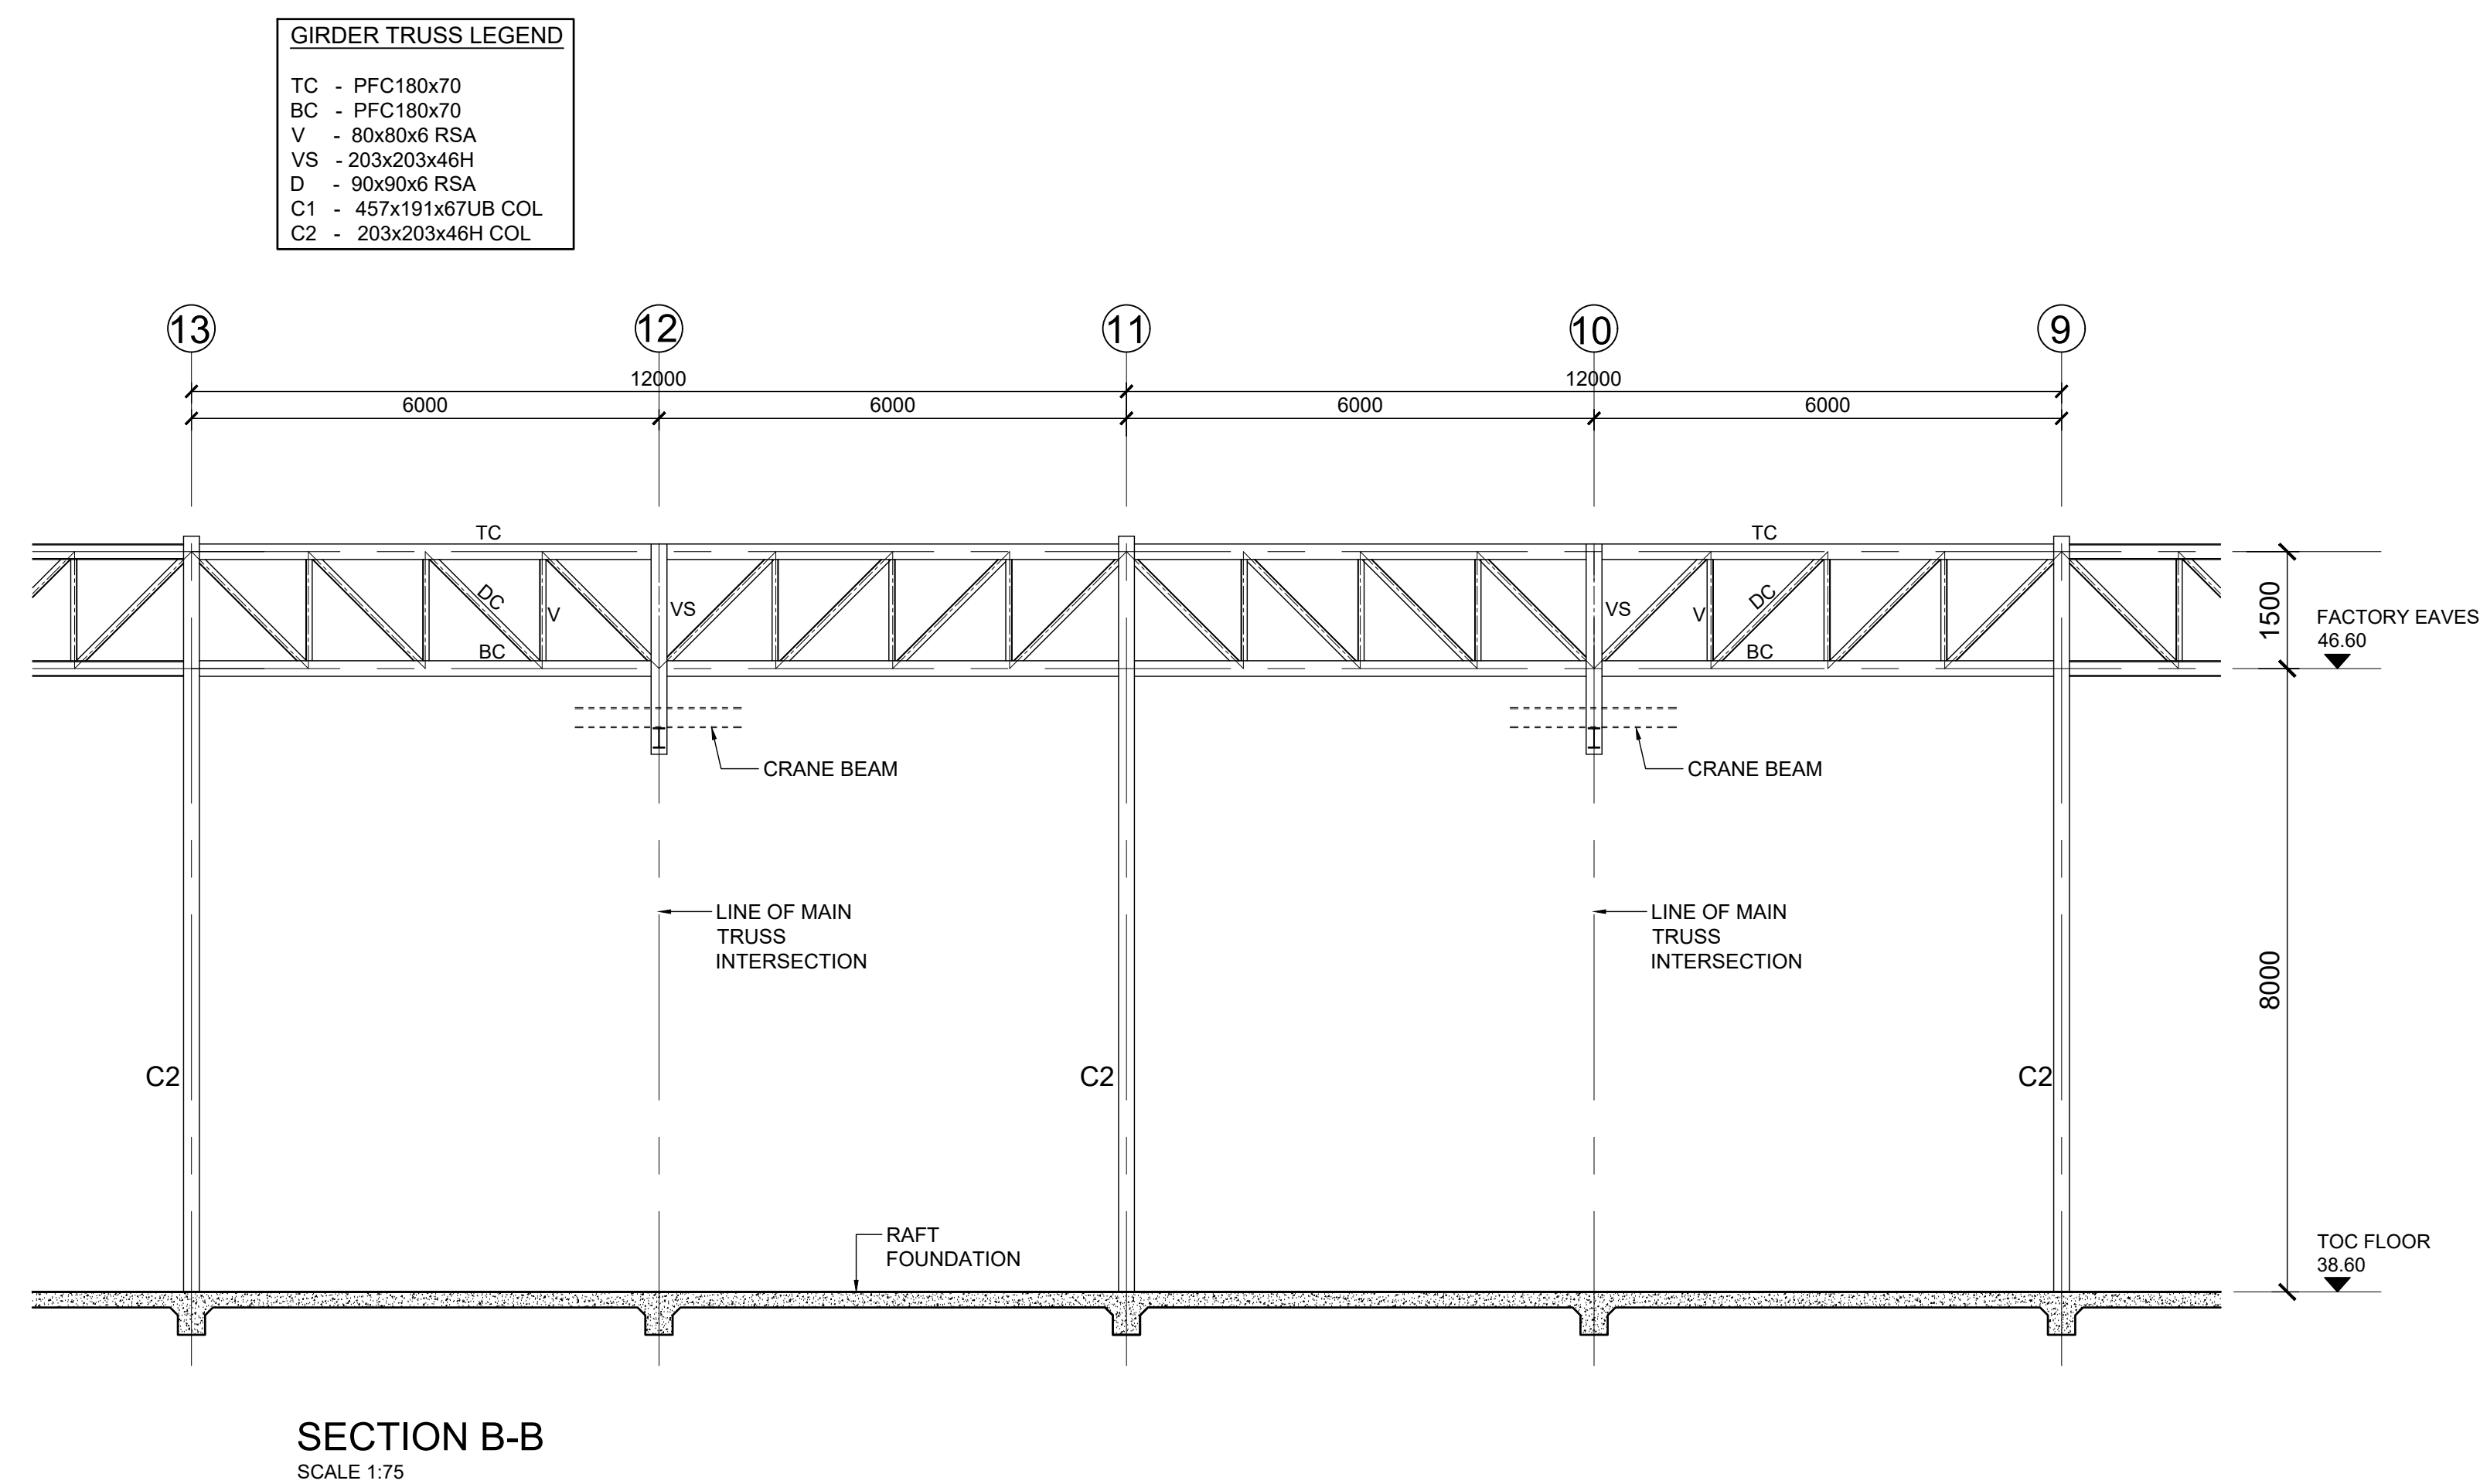 GIRDER TRUSS LEGEND
TC - PFC180x70
BC - PFC180x70
V - 80x80x6 RSA
VS - 203x203x46H
D - 90x90x6 RSA
C1 - 457x191x67UB COL
C2 - 203x203x46H COL
13 12 11 10 9
12000 12000
6000 6000 6000 6000
TC TC
DC V VS VS V DC
BC BC
1500
FACTORY EAVES
46.60
CRANE BEAM CRANE BEAM
LINE OF MAIN
TRUSS
INTERSECTION
LINE OF MAIN
TRUSS
INTERSECTION
8000
C2 C2 C2
RAFT
FOUNDATION
TOC FLOOR
38.60
SECTION B-B
SCALE 1:75